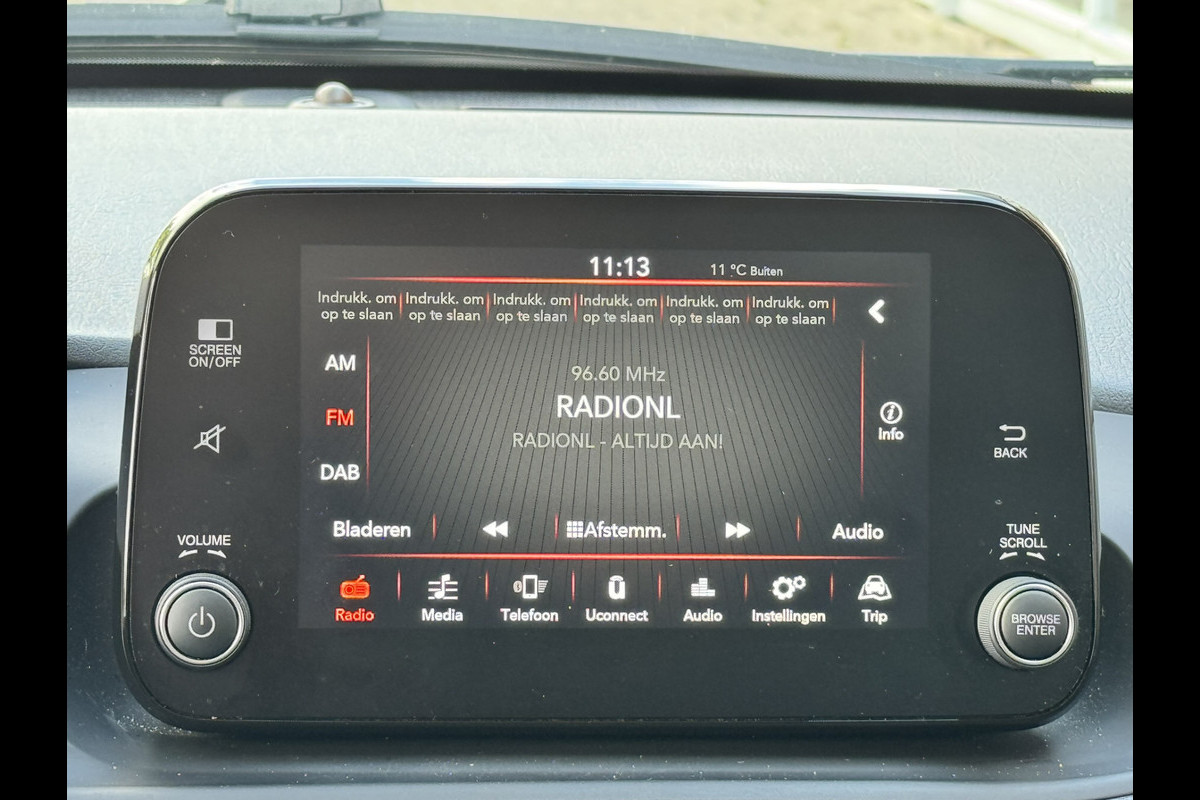 11:13
11 °C Buiten
Indrukk. om Indrukk. om Indrukk. om Indrukk. om Indrukk. om Indrukk. om
op te slaan op te slaan op te slaan op te slaan op te slaan op te slaan
SCREEN
ON/OFF
AM
96.60 MHz
RADIONL
FM
Info
RADIONL - ALTIJD AAN!
BACK
DAB
Bladeren Afstemm. Audio
VOLUME
TUNE
SCROLL
Radio Media Telefoon Uconnect Audio Instellingen Trip
BROWSE
ENTER